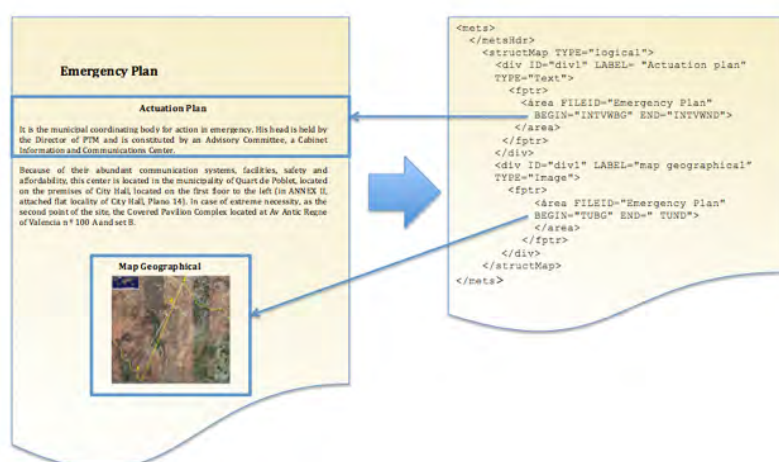 Emergency Plan
Actuation Plan
It is the municipal coordinating body for action in emergency. His head is held by
the Director of PTM and is constituted by an Advisory Committee, a Cabinet
Information and Communications Center.
Because of their abundant communication systems, facilities, safety and
affordability, this center is located in the municipality of Quart de Poblet, located
on the premises of City Hall, located on the first floor to the left (in ANNEX II,
attached flat locality of City Hall, Plano 14). In case of extreme necessity, as the
second point of the site, the Covered Pavilion Complex located at Av Antic Regne
of Valencia nº 100 A and set B.
Map Geographical
<mets>
</metsHdr>
<structMap TYPE="logical">
<div ID="div1" LABEL= "Actuation plan"
TYPE="Text">
<fptr>
<área FILEID="Emergency Plan"
BEGIN="INTVWBG" END="INTVWND">
</area>
</fptr>
</div>
<div ID="div1" LABEL="map geographical"
TYPE="Image">
<fptr>
<área FILEID="Emergency Plan"
BEGIN="TUBG" END=" TUND">
</area>
</fptr>
</div>
</structMap>
</mets>